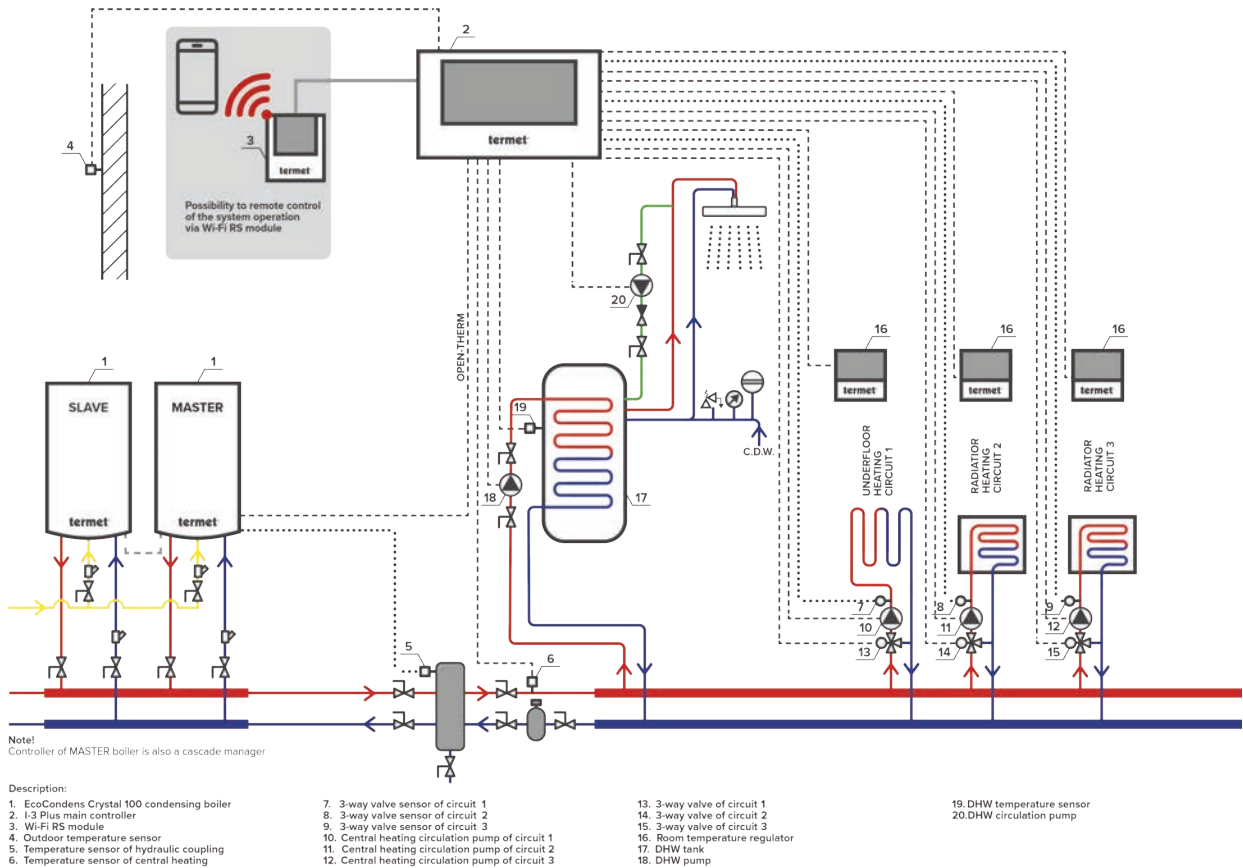 2
4
3
termet
termet
Possibility to remote control
of the system operation
via Wi-Fi RS module
20
OPEN-THERM
16
16
16
termet
termet
termet
1
1
SLAVE
MASTER
termet
termet
19
18
17
C.D.W.
UNDERFLOOR
HEATING
CIRCUIT 1
RADIATIOR
HEATING
CIRCUIT 2
RADIATOR
HEATING
CIRCUIT 3
7
8
9
10
11
12
13
14
15
5
6
Note!
Controller of MASTER boiler is also a cascade manager
Description:
1. EcoCondens Crystal 100 condensing boiler
2. I-3 Plus main controller
3. Wi-Fi RS module
4. Outdoor temperature sensor
5. Temperature sensor of hydraulic coupling
6. Temperature sensor of central heating
7. 3-way valve sensor of circuit 1
8. 3-way valve sensor of circuit 2
9. 3-way valve sensor of circuit 3
10. Central heating circulation pump of circuit 1
11. Central heating circulation pump of circuit 2
12. Central heating circulation pump of circuit 3
13. 3-way valve of circuit 1
14. 3-way valve of circuit 2
15. 3-way valve of circuit 3
16. Room temperature regulator
17. DHW tank
18. DHW pump
19. DHW temperature sensor
20. DHW circulation pump